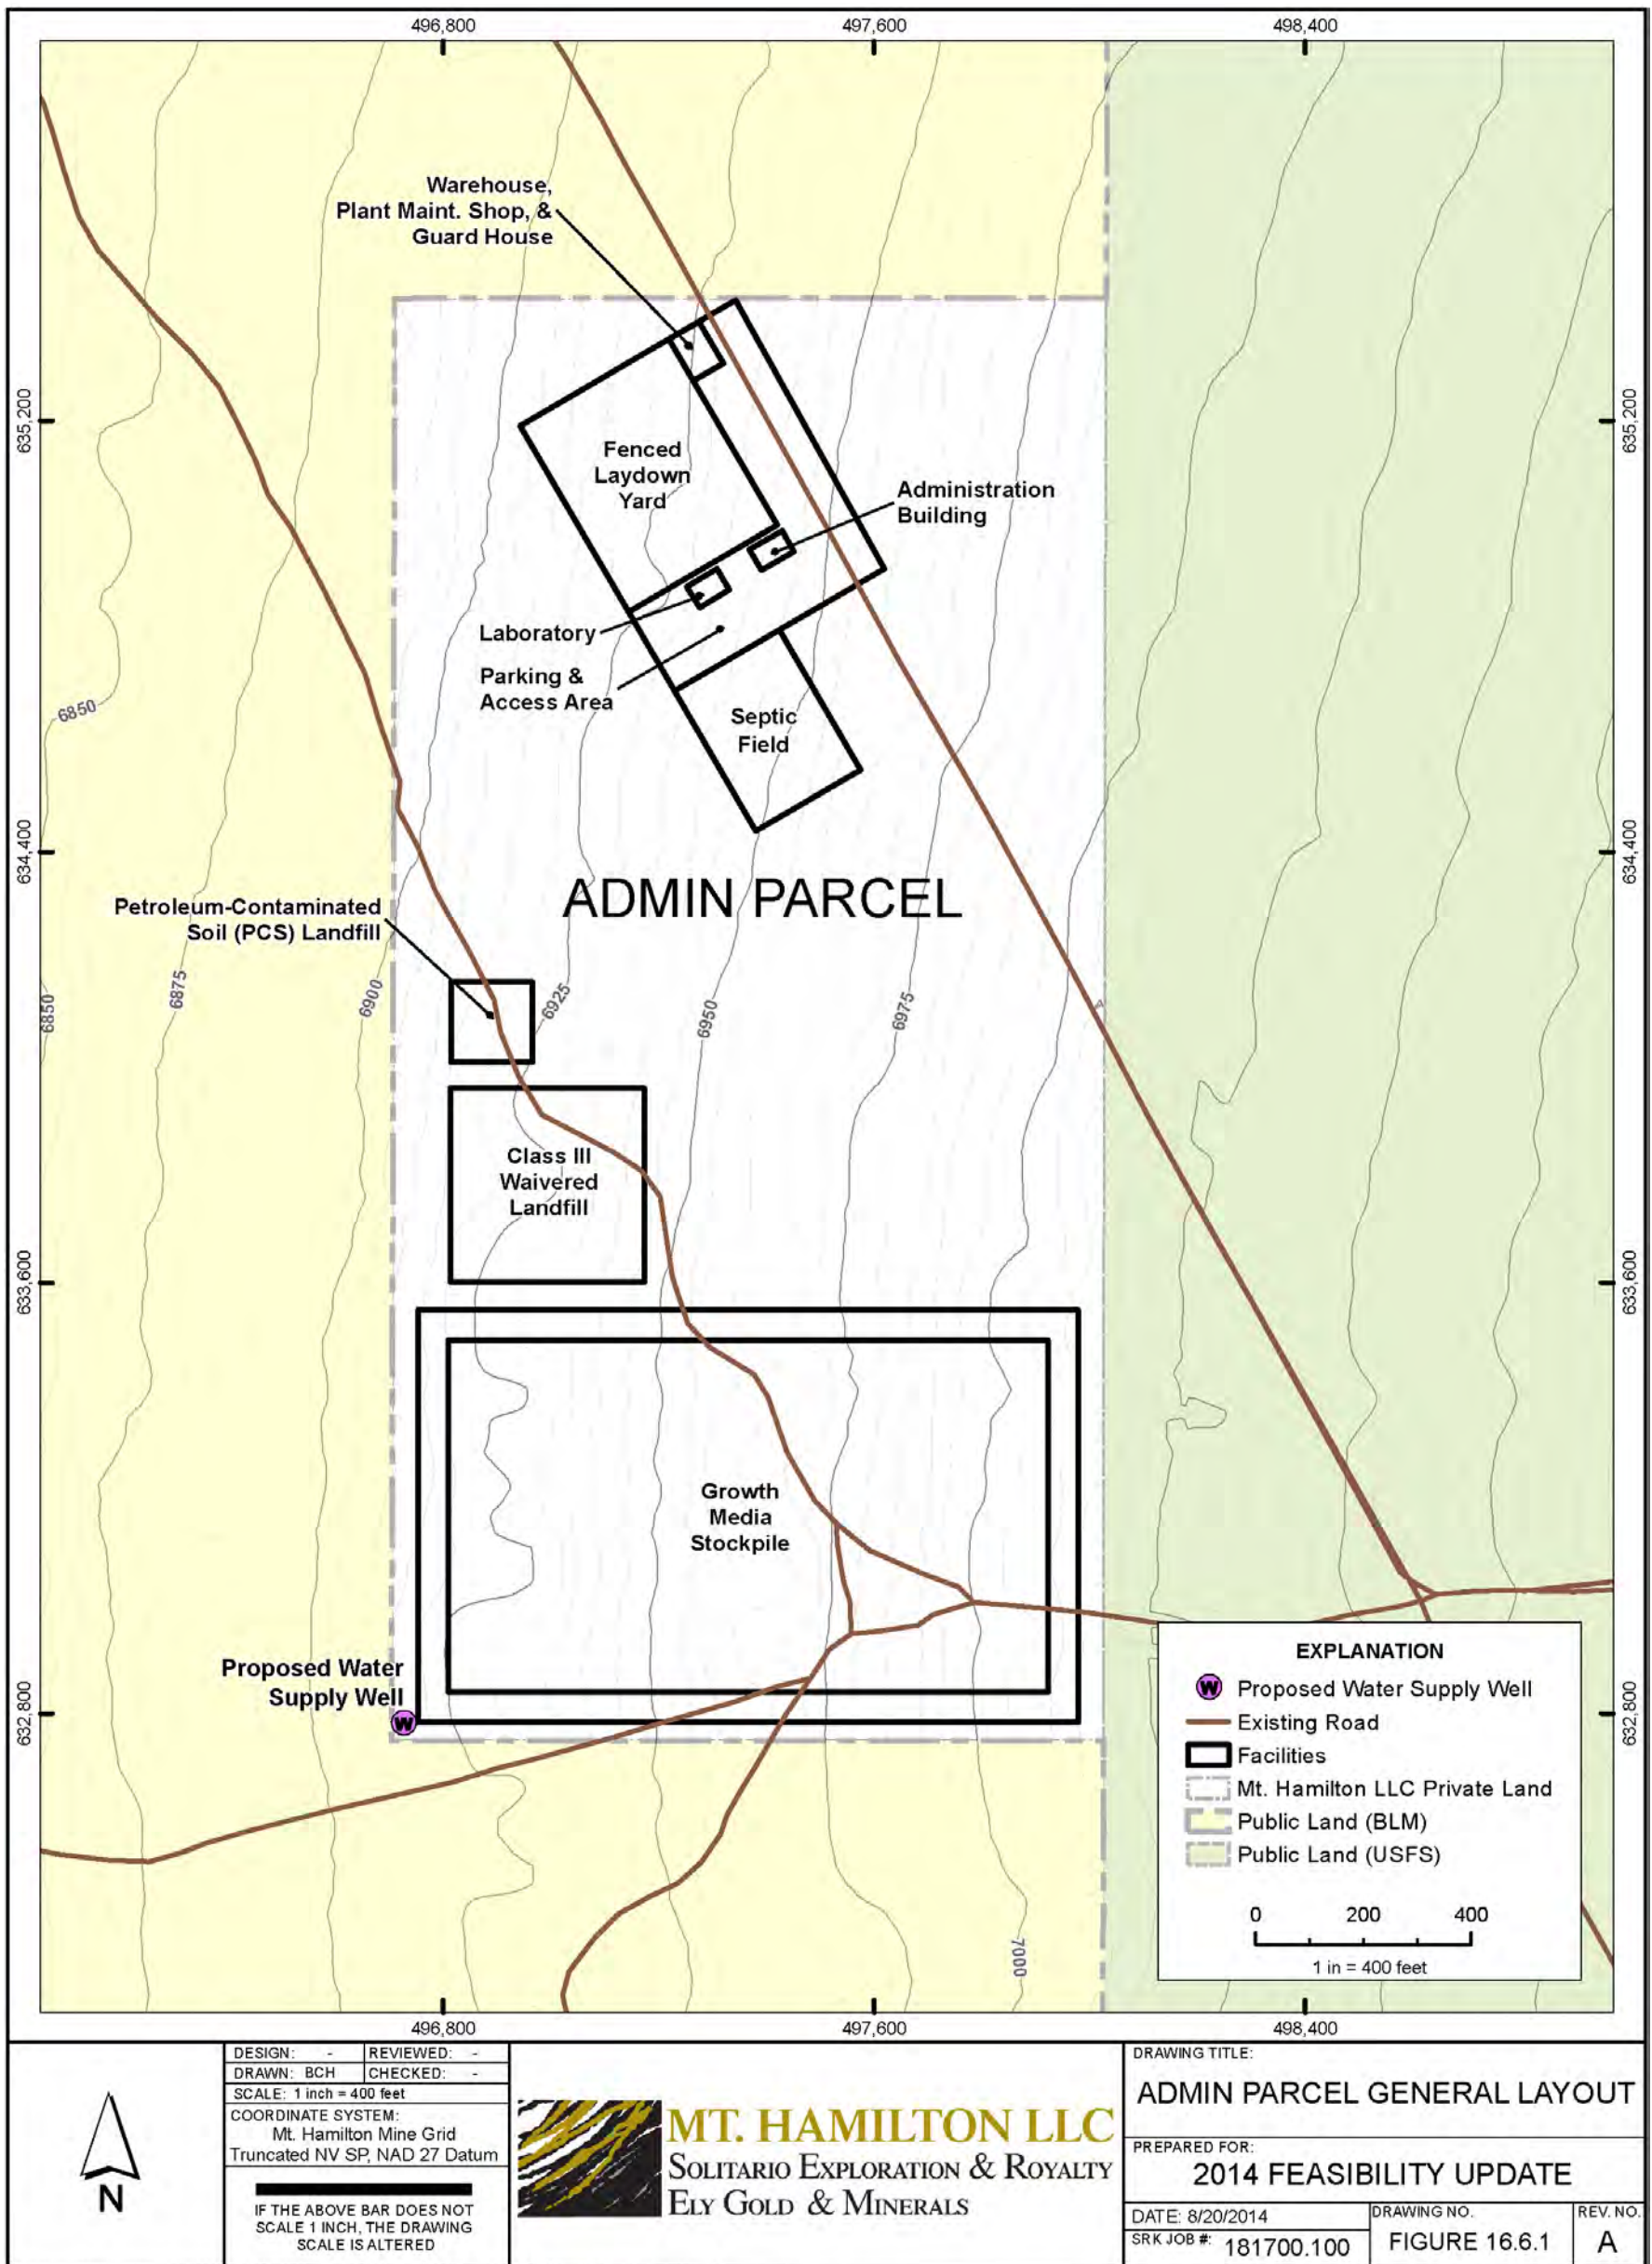 496,800
497,600
498,400
Warehouse,
Plant Maint. Shop, &
Guard House
635,200
635,200
Fenced
Laydown
Yard
Administration
Building
Laboratory
Parking &
Access Area
6850
Septic
Field
634,400
634,400
ADMIN PARCEL
Petroleum-Contaminated
Soil (PCS) Landfill
6850
6875
6900
6925
6950
6975
Class III
Waivered
Landfill
633,600
633,600
Growth
Media
Stockpile
Proposed Water
Supply Well
W
632,800
632,800
EXPLANATION
W Proposed Water Supply Well
Existing Road
Facilities
Mt. Hamilton LLC Private Land
Public Land (BLM)
Public Land (USFS)
0 200 400
1 in = 400 feet
7000
496,800
497,600
498,400
N
DESIGN: - REVIEWED: -
DRAWN: BCH CHECKED: -
SCALE: 1 inch = 400 feet
COORDINATE SYSTEM:
Mt. Hamilton Mine Grid
Truncated NV SP, NAD 27 Datum
IF THE ABOVE BAR DOES NOT
SCALE 1 INCH, THE DRAWING
SCALE IS ALTERED
MT. HAMILTON LLC
SOLITARIO EXPLORATION & ROYALTY
ELY GOLD & MINERALS
DRAWING TITLE:
ADMIN PARCEL GENERAL LAYOUT
PREPARED FOR:
2014 FEASIBILITY UPDATE
DATE: 8/20/2014
SRK JOB #: 181700.100
DRAWING NO.
FIGURE 16.6.1
REV. NO.
A